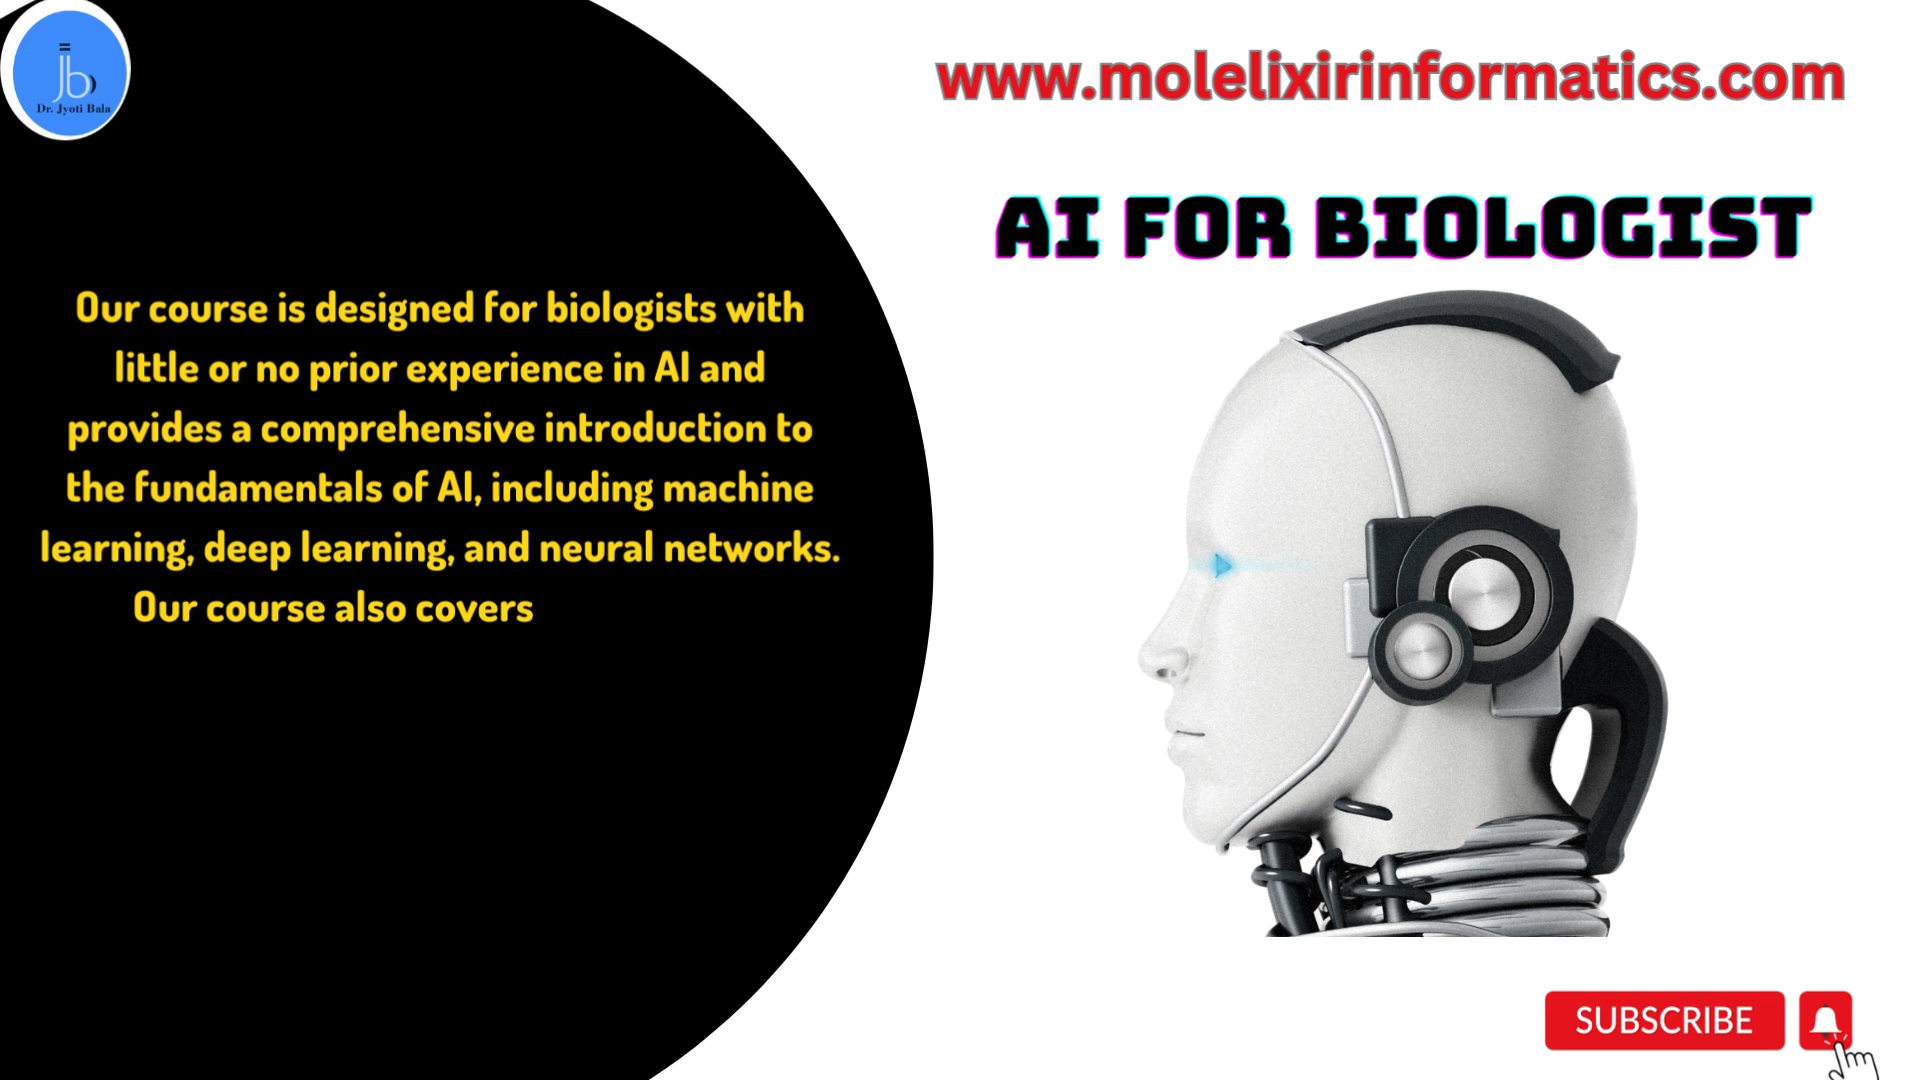 jb
Dr. Jyoti Bala
www.molelixirinformatics.com
AI FOR BIOLOGIST
Our course is designed for biologists with
little or no prior experience in AI and
provides a comprehensive introduction to
the fundamentals of AI, including machine
learning, deep learning, and neural networks.
Our course also covers
SUBSCRIBE